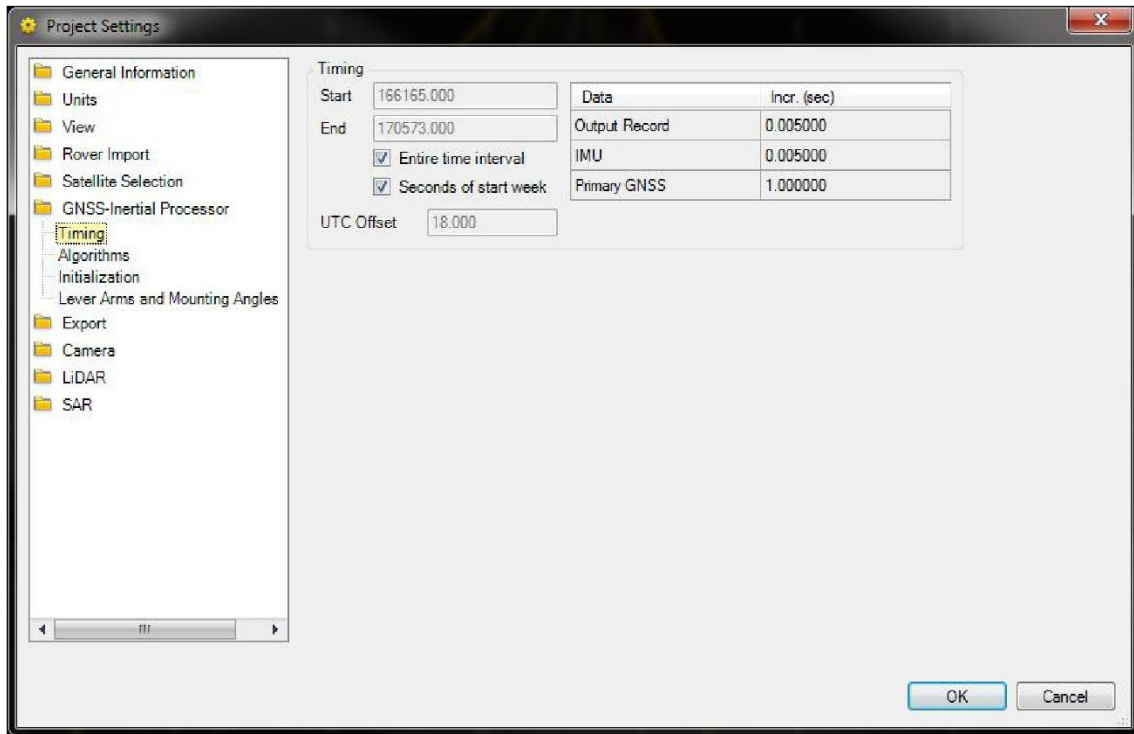 Project Settings
General Information
Units
View
Rover Import
Satellite Selection
GNSS-Inertial Processor
Timing
Algorithms
Initialization
Lever Arms and Mounting Angles
Export
Camera
LiDAR
SAR
Timing
Start 166165.000
End 170573.000
Entire time interval
Seconds of start week
UTC Offset 18.000
Data Incr. (sec)
Output Record 0.005000
IMU 0.005000
Primary GNSS 1.000000
OK Cancel